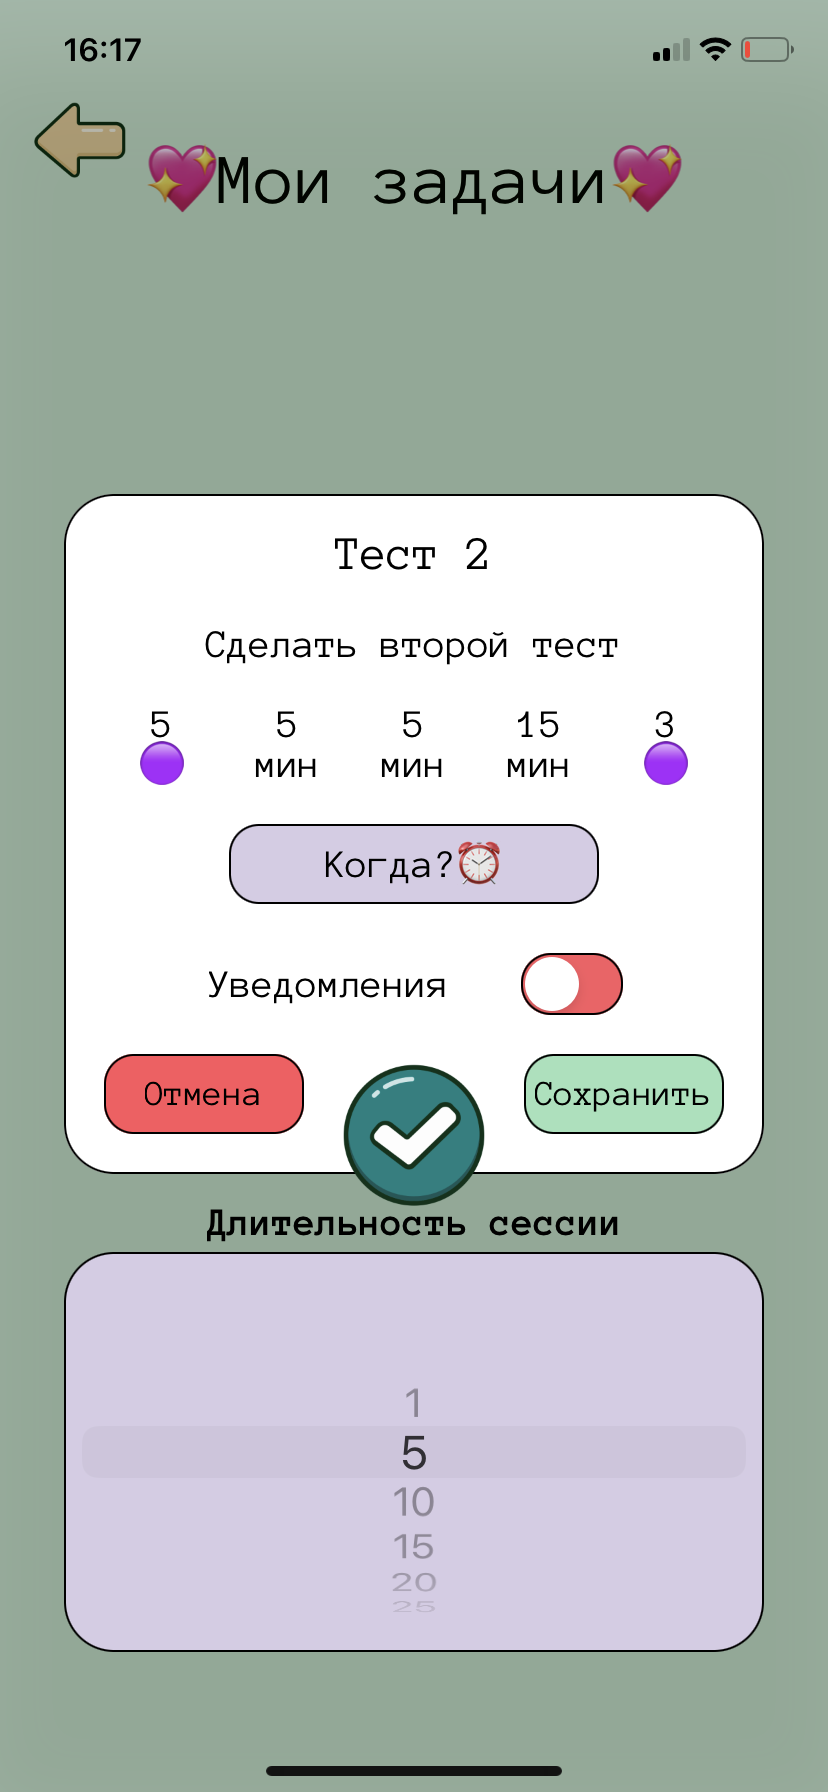 16:17
💖Мои задачи💖
Тест 2
Сделать второй тест
5 5 5 15 3
🟣 мин мин мин 🟣
Когда?⏰
Уведомления
Отмена
Сохранить
Длительность сессии
1
5
10
15
20
25